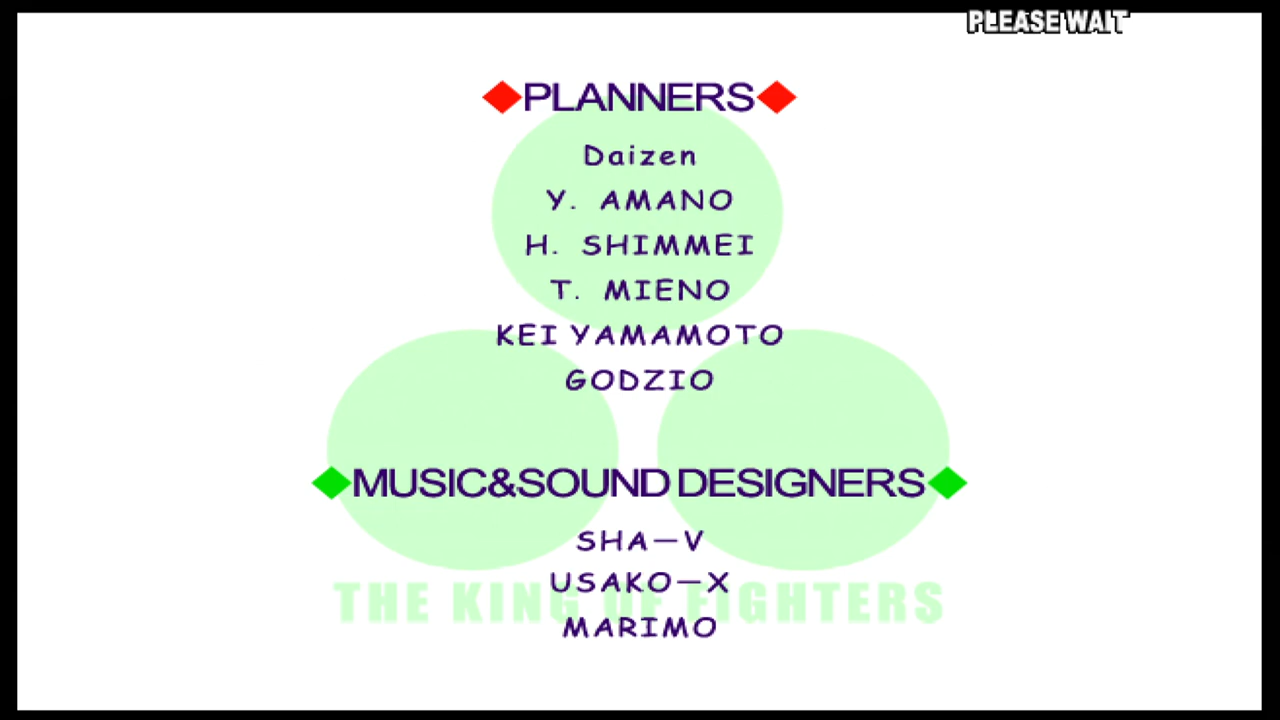 PLEASE WAIT
◆PLANNERS◆
Daizen
Y. AMANO
H. SHIMMEI
T. MIENO
KEI YAMAMOTO
GODZIO
◆MUSIC&SOUND DESIGNERS◆
SHA—V
USAKO—X
THE KING OF FIGHTERS
MARIMO